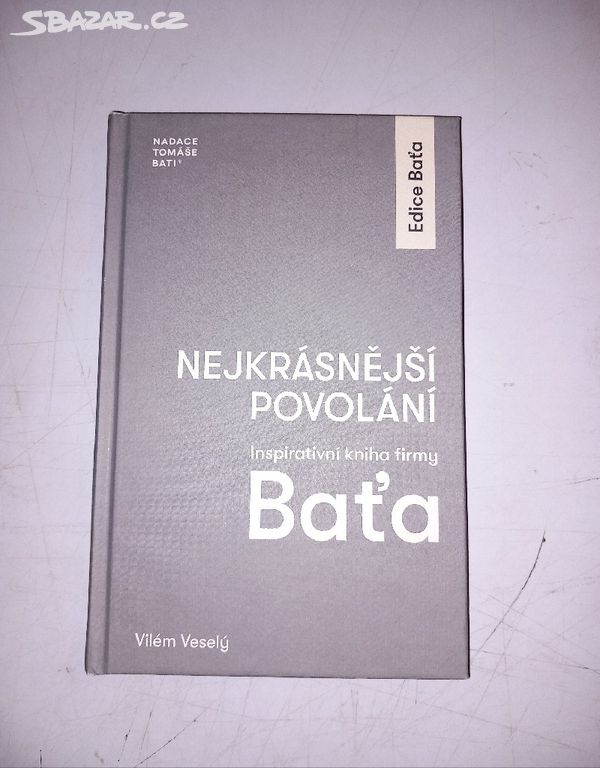 SBAZAR.CZ
NADACE
TOMÁŠE
BATI®
Edice Baťa
NEJKRÁSNĚJŠÍ
POVOLÁNÍ
Inspirativní kniha firmy
Baťa
Vilém Veselý